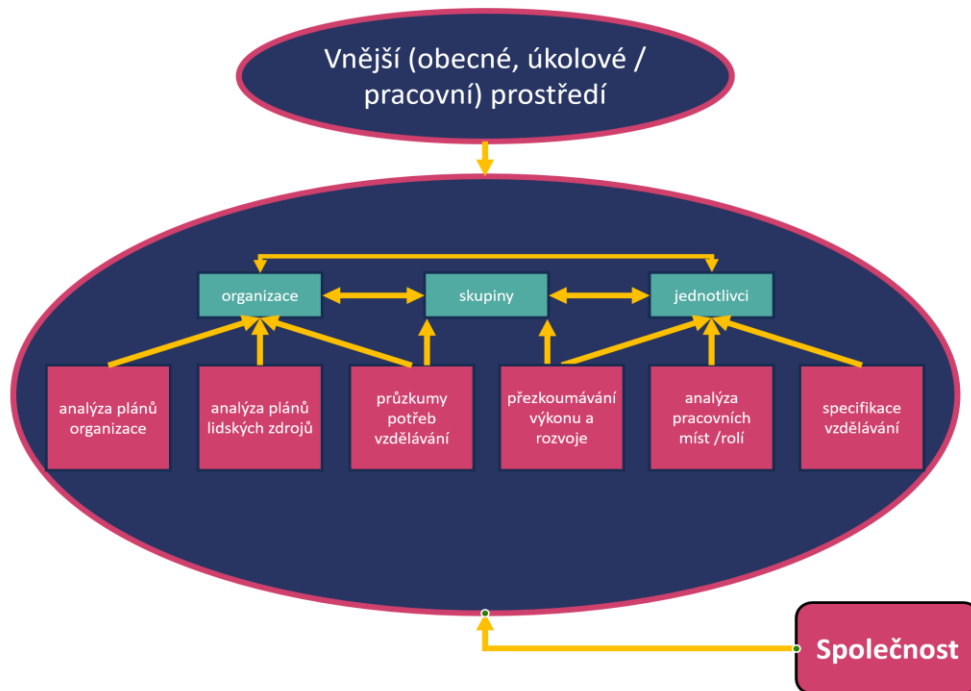 Vnější (obecné, úkolové /
pracovní) prostředí
organizace
skupiny
jednotlivci
analýza plánů
organizace
analýza plánů
lidských zdrojů
průzkumy
potřeb
vzdělávání
přezkoumávání
výkonu a
rozvoje
analýza
pracovních
míst /rolí
specifikace
vzdělávání
Společnost